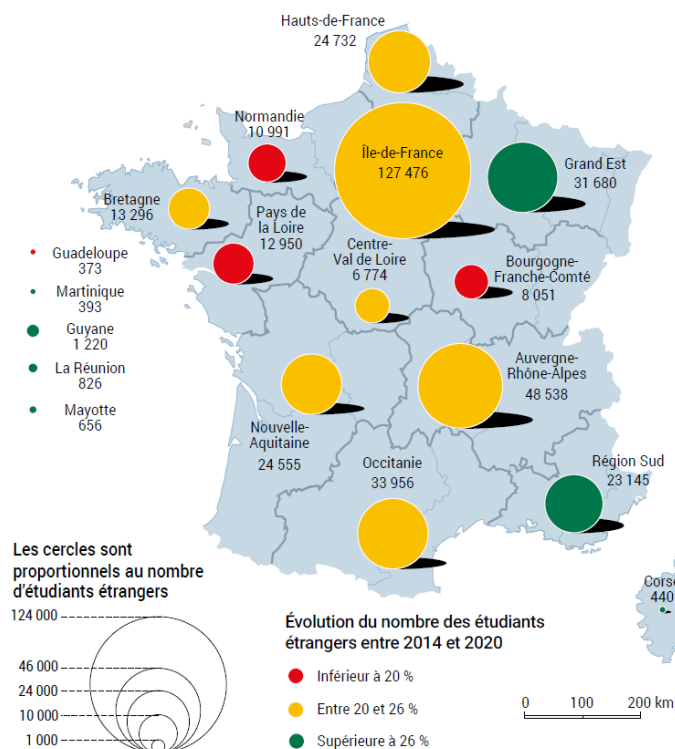 Hauts-de-France
24 732
Normandie
10 991
Île-de-France
127 476
Grand Est
31 680
Bretagne
13 296
Pays de
la Loire
12 950
Centre-
Val de Loire
6 774
Bourgogne-
Franche-Comté
8 051
Guadeloupe
373
Martinique
393
Guyane
1 220
La Réunion
826
Mayotte
656
Auvergne-
Rhône-Alpes
48 538
Nouvelle-
Aquitaine
24 555
Occitanie
33 956
Région Sud
23 145
Corse
440
Les cercles sont
proportionnels au nombre
d'étudiants étrangers
124 000
46 000
24 000
10 000
1 000
Évolution du nombre des étudiants
étrangers entre 2014 et 2020
Inférieur à 20 %
Entre 20 et 26 %
Supérieure à 26 %
0 100 200 km